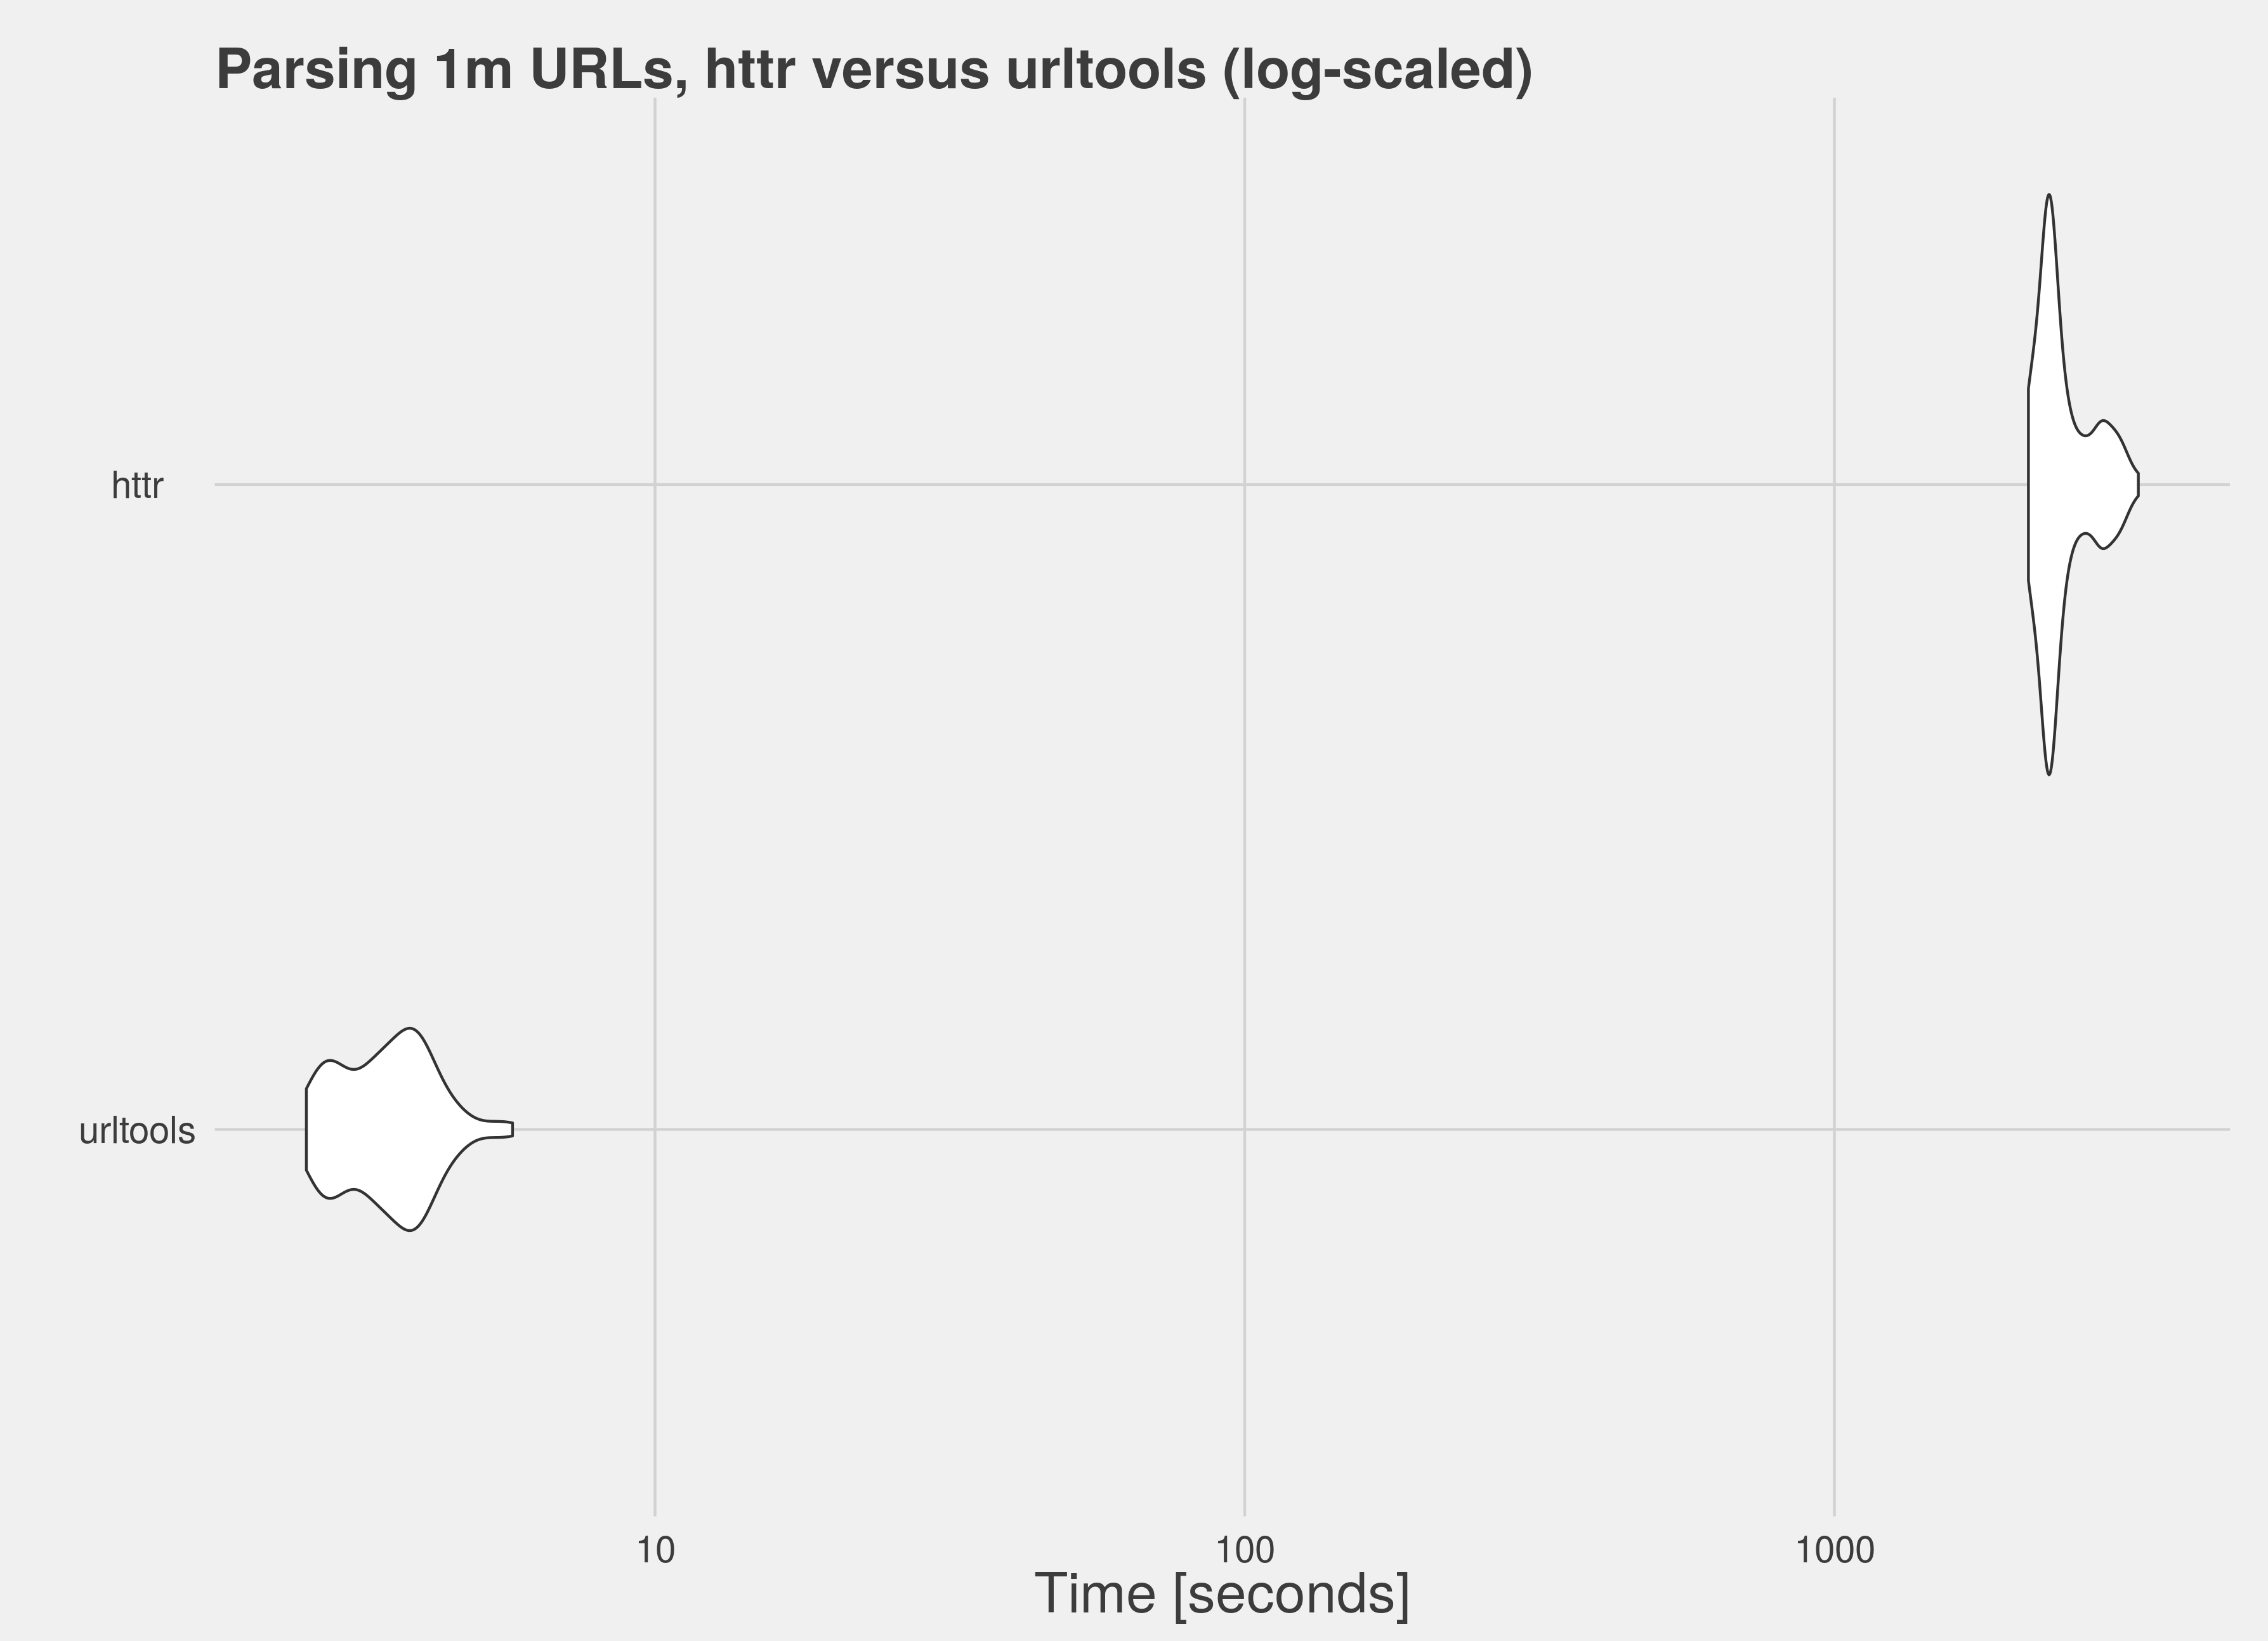 Parsing 1m URLs, httr versus urltools (log-scaled)
httr
urltools
10 100 1000
Time [seconds]